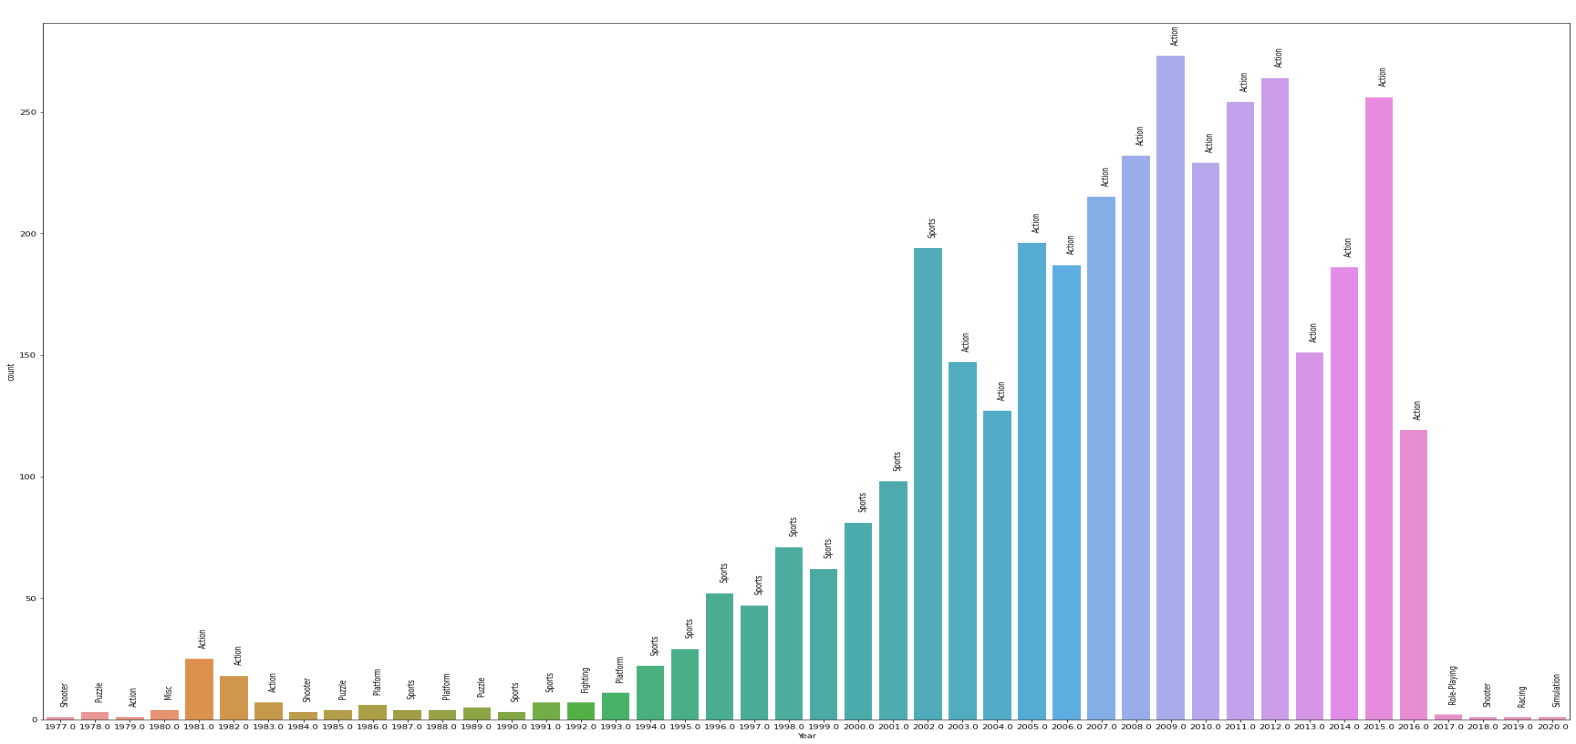 count
250
200
150
100
50
0
Shooter
Puzzle
Action
Misc
Action
Action
Action
Shooter
Puzzle
Platform
Sports
Platform
Puzzle
Sports
Sports
Fighting
Platform
Sports
Sports
Sports
Sports
Sports
Sports
Sports
Sports
Sports
Action
Action
Action
Action
Action
Action
Action
Action
Action
Action
Action
Action
Action
Action
Role-Playing
Shooter
Racing
Simulation
1977.0 1978.0 1979.0 1980.0 1981.0 1982.0 1983.0 1984.0 1985.0 1986.0 1987.0 1988.0 1989.0 1990.0 1991.0 1992.0 1993.0 1994.0 1995.0 1996.0 1997.0 1998.0 1999.0 2000.0 2001.0 2002.0 2003.0 2004.0 2005.0 2006.0 2007.0 2008.0 2009.0 2010.0 2011.0 2012.0 2013.0 2014.0 2015.0 2016.0 2017.0 2018.0 2019.0 2020.0
Year